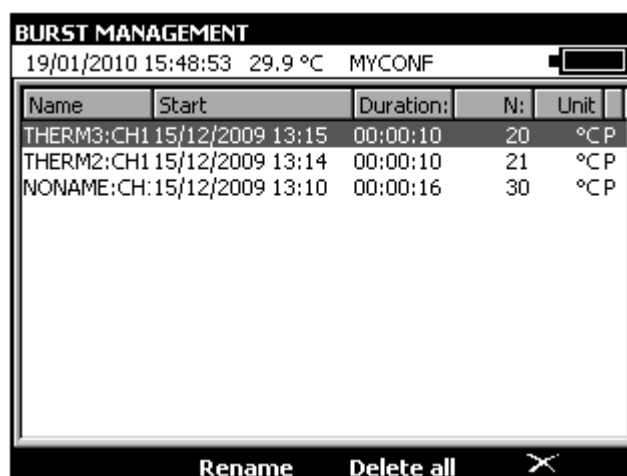 BURST MANAGEMENT
19/01/2010 15:48:53 29.9 °C MYCONF
Name Start Duration: N: Unit
THERM3:CH1 15/12/2009 13:15 00:00:10 20 °C P
THERM2:CH1 15/12/2009 13:14 00:00:10 21 °C P
NONAME:CH: 15/12/2009 13:10 00:00:16 30 °C P
Rename Delete all